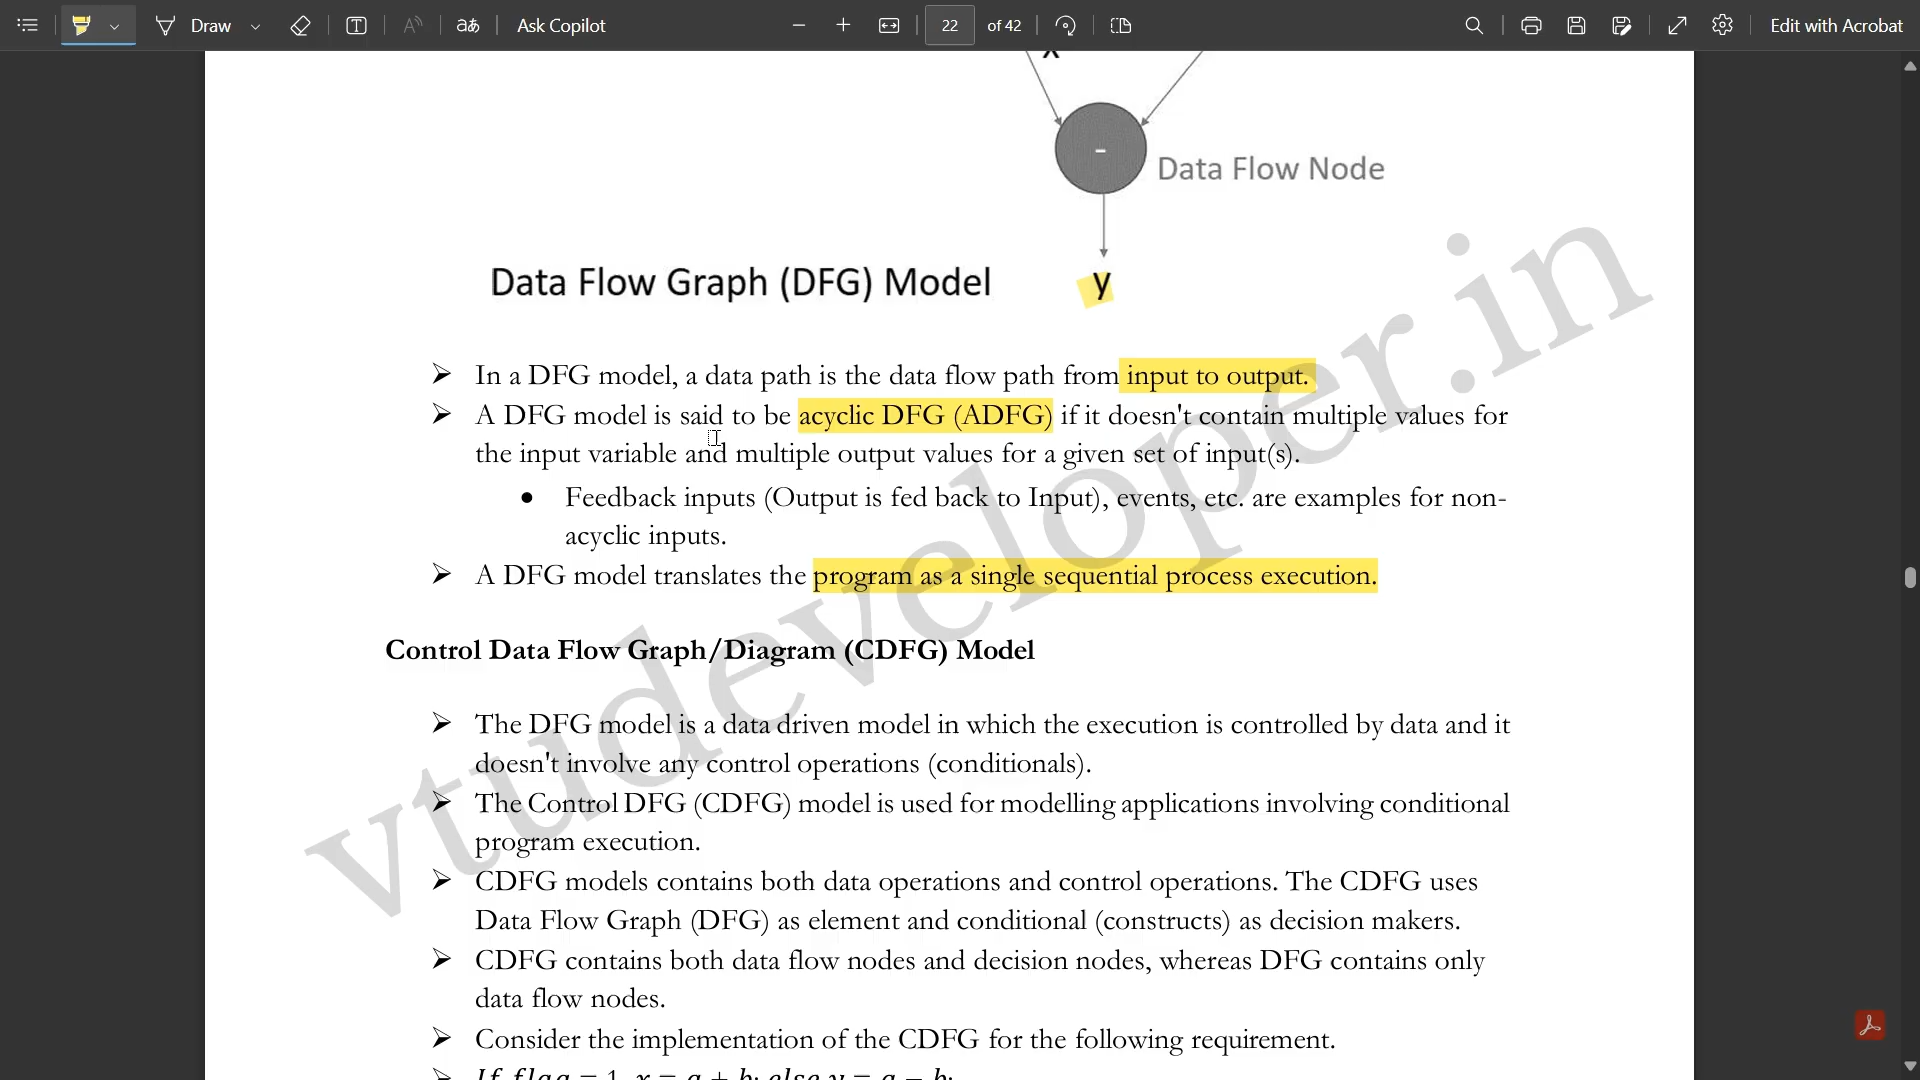 Draw
Ask Copilot
22 of 42
Edit with Acrobat
x
-
Data Flow Node
Data Flow Graph (DFG) Model
y
➢ In a DFG model, a data path is the data flow path from input to output.
➢ A DFG model is said to be acyclic DFG (ADFG) if it doesn't contain multiple values for
the input variable and multiple output values for a given set of input(s).
• Feedback inputs (Output is fed back to Input), events, etc. are examples for non-
acyclic inputs.
➢ A DFG model translates the program as a single sequential process execution.
Control Data Flow Graph/Diagram (CDFG) Model
➢ The DFG model is a data driven model in which the execution is controlled by data and it
doesn't involve any control operations (conditionals).
➢ The Control DFG (CDFG) model is used for modelling applications involving conditional
program execution.
➢ CDFG models contains both data operations and control operations. The CDFG uses
Data Flow Graph (DFG) as element and conditional (constructs) as decision makers.
➢ CDFG contains both data flow nodes and decision nodes, whereas DFG contains only
data flow nodes.
➢ Consider the implementation of the CDFG for the following requirement.
➢ If flag = 1, x = a + b; else y = a − b;
vtudeveloper.in